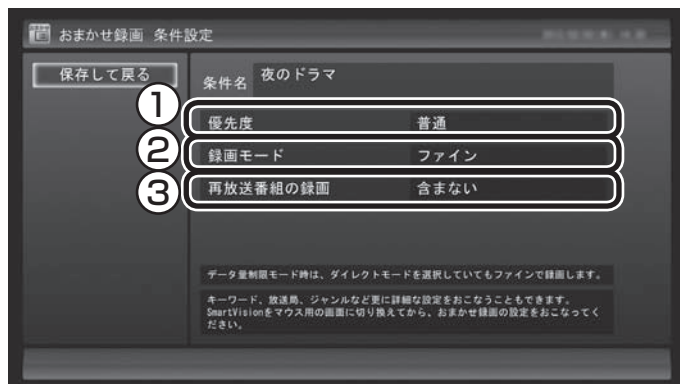 おまかせ録画 条件設定
保存して戻る
条件名 夜のドラマ
① 優先度 普通
② 録画モード ファイン
③ 再放送番組の録画 含まない
データ量制限モード時は、ダイレクトモードを選択していてもファインで録画します。
キーワード、放送局、ジャンルなど更に詳細な設定をおこなうこともできます。
SmartVisionをマウス用の画面に切り換えてから、おまかせ録画の設定をおこなってく
ださい。